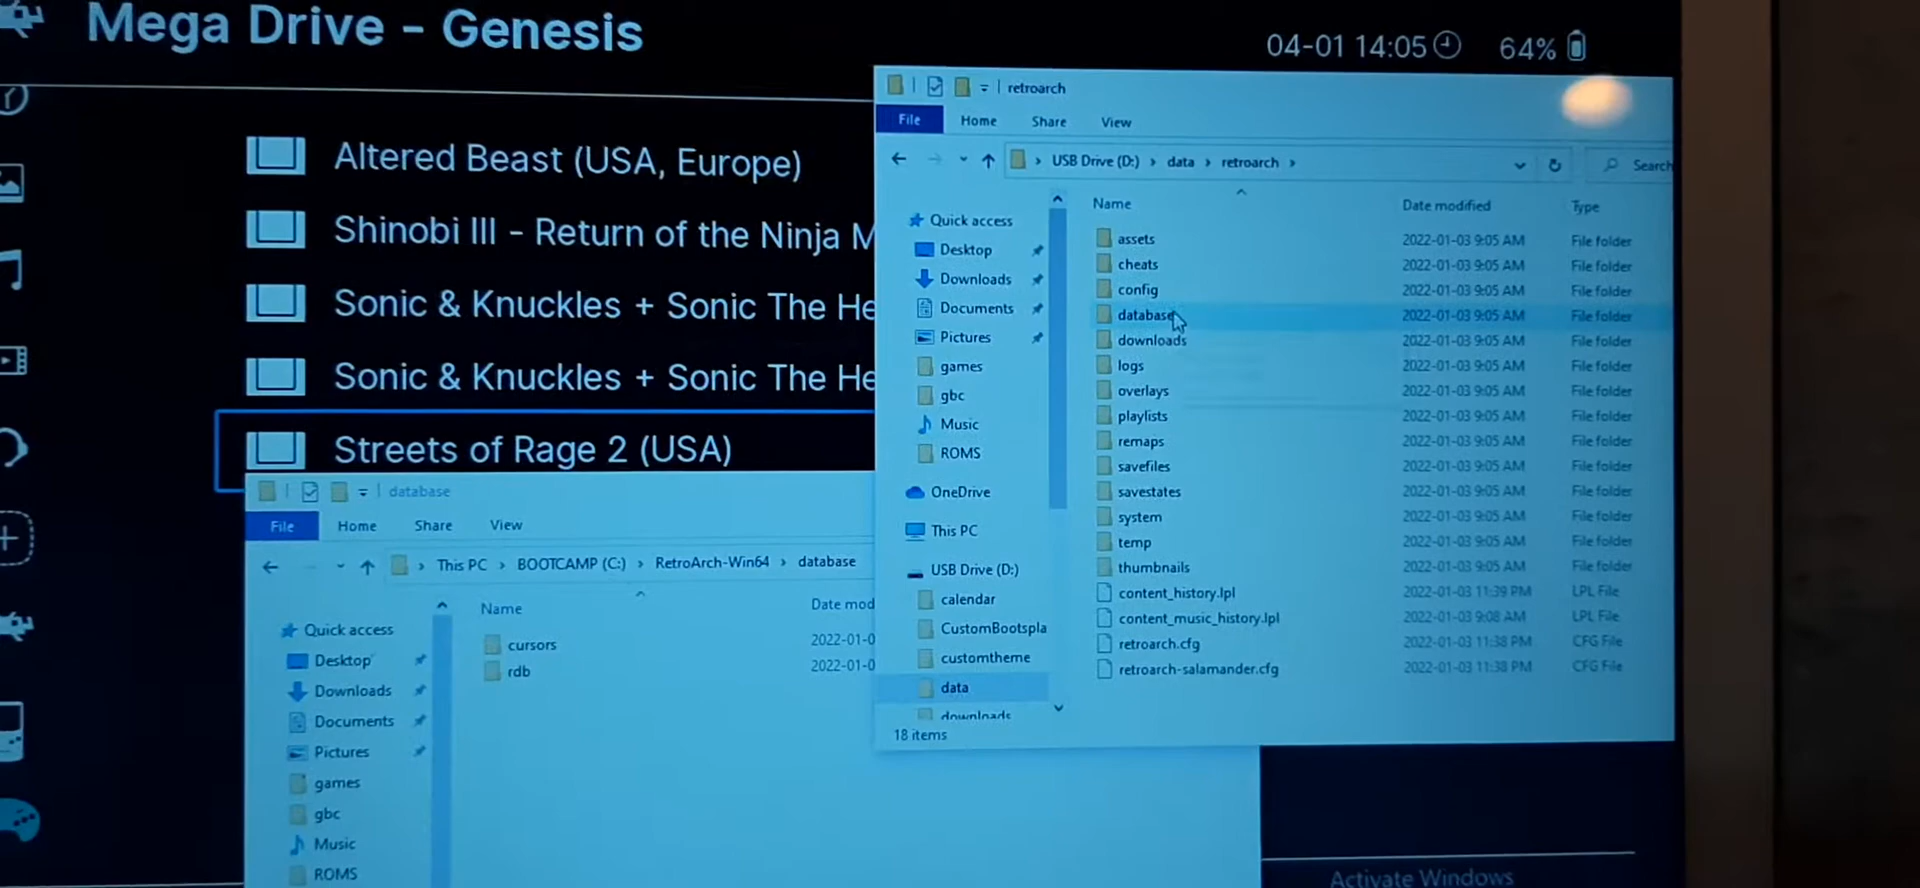 Mega Drive - Genesis
04-01 14:05 64%
Altered Beast (USA, Europe)
Shinobi III - Return of the Ninja M
Sonic & Knuckles + Sonic The He
Sonic & Knuckles + Sonic The He
Streets of Rage 2 (USA)
retroarch
File Home Share View
USB Drive (D:) > data > retroarch >
Search
Quick access
Desktop
Downloads
Documents
Pictures
games
gbc
Music
ROMS
OneDrive
This PC
USB Drive (D:)
calendar
CustomBootspla
customtheme
data
downloads
Name Date modified Type
assets 2022-01-03 9:05 AM File folder
cheats 2022-01-03 9:05 AM File folder
config 2022-01-03 9:05 AM File folder
database 2022-01-03 9:05 AM File folder
downloads 2022-01-03 9:05 AM File folder
logs 2022-01-03 9:05 AM File folder
overlays 2022-01-03 9:05 AM File folder
playlists 2022-01-03 9:05 AM File folder
remaps 2022-01-03 9:05 AM File folder
savefiles 2022-01-03 9:05 AM File folder
savestates 2022-01-03 9:05 AM File folder
system 2022-01-03 9:05 AM File folder
temp 2022-01-03 9:05 AM File folder
thumbnails 2022-01-03 9:05 AM File folder
content_history.lpl 2022-01-03 11:39 PM LPL File
content_music_history.lpl 2022-01-03 9:08 AM LPL File
retroarch.cfg 2022-01-03 11:38 PM CFG File
retroarch-salamander.cfg 2022-01-03 11:38 PM CFG File
18 items
database
File Home Share View
This PC > BOOTCAMP (C:) > RetroArch-Win64 > database
Quick access
Desktop
Downloads
Documents
Pictures
games
gbc
Music
ROMS
Name Date mod
cursors 2022-01-0
rdb 2022-01-0
Activate Windows